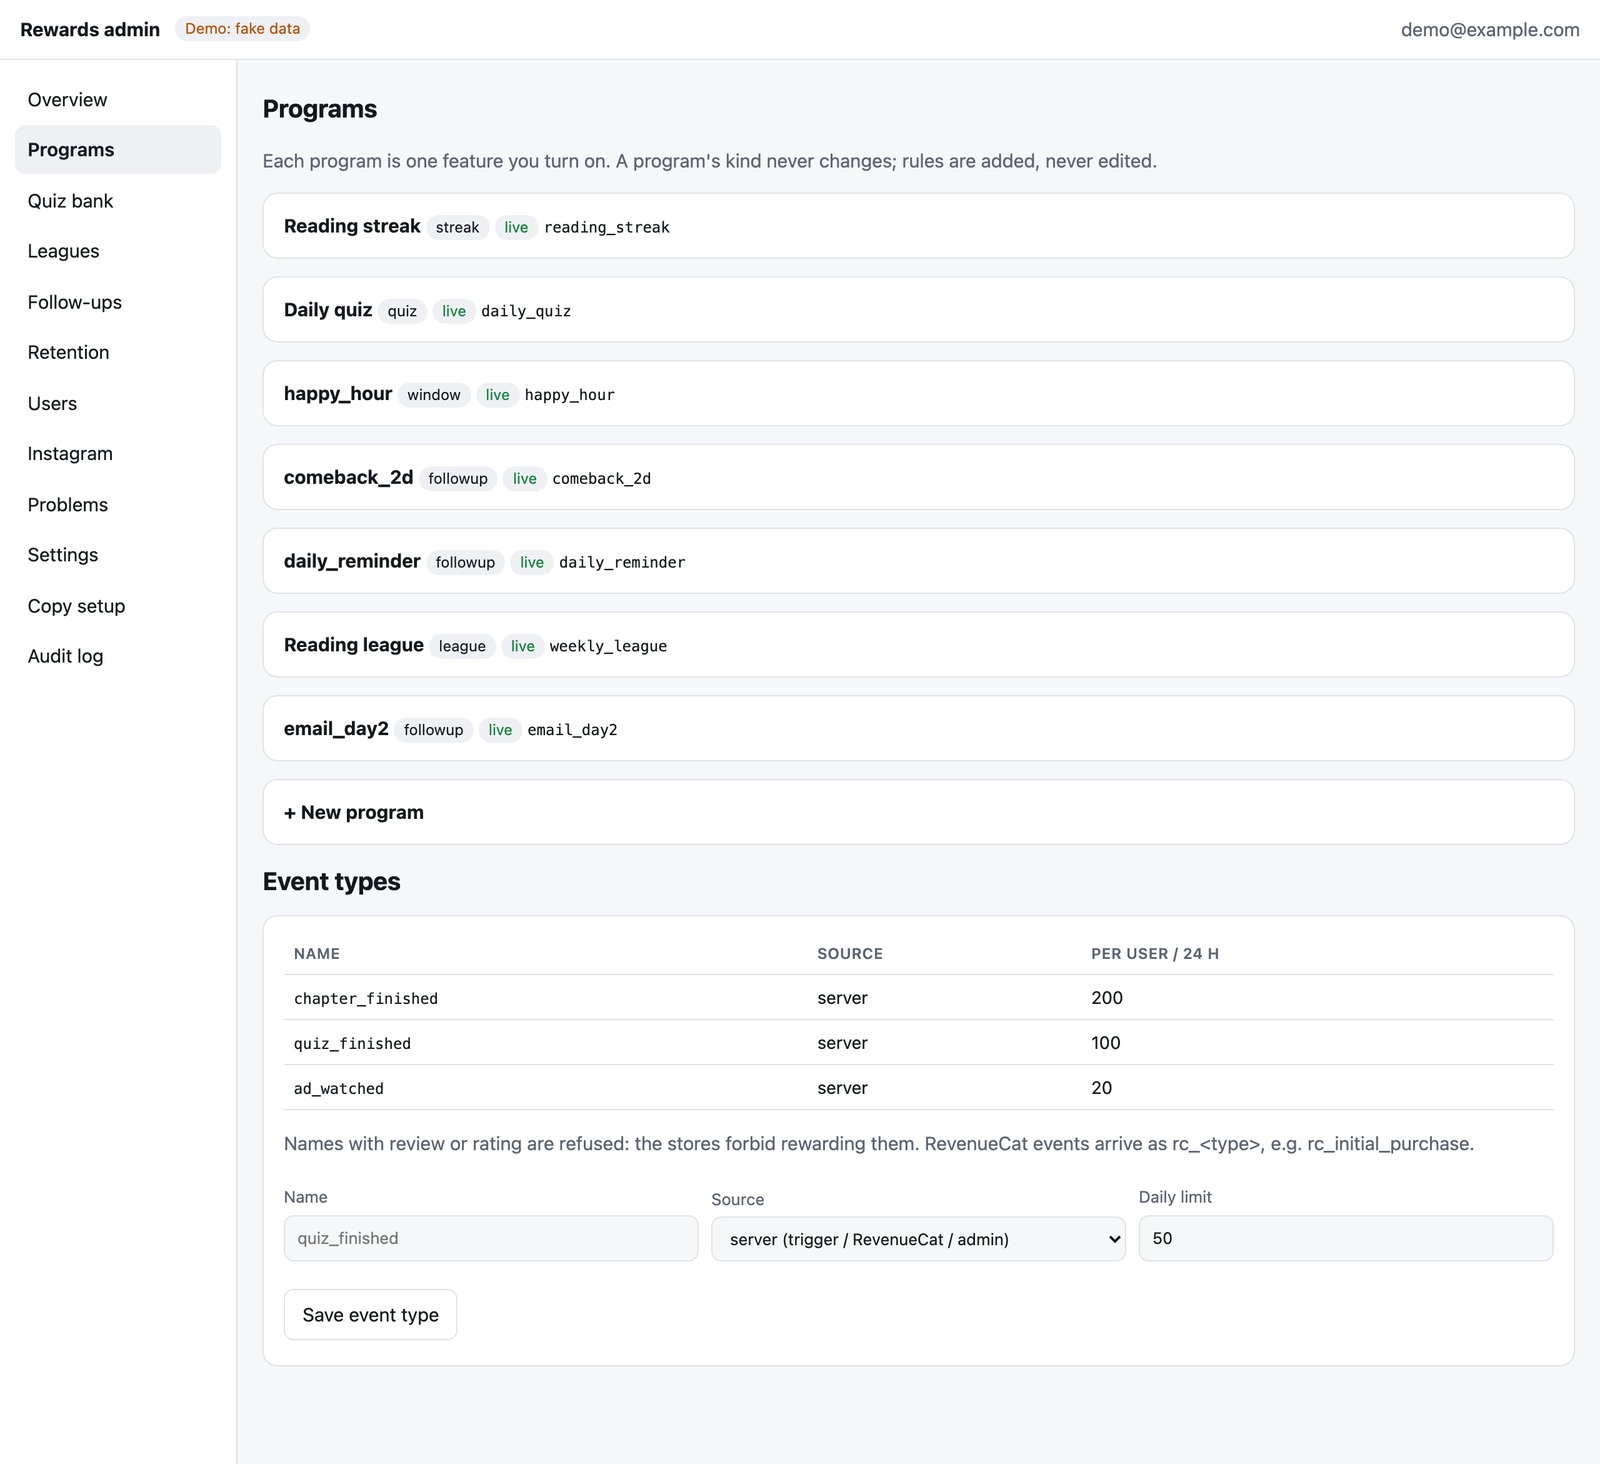 Rewards admin Demo: fake data demo@example.com
Overview
Programs
Quiz bank
Leagues
Follow-ups
Retention
Users
Instagram
Problems
Settings
Copy setup
Audit log
Programs
Each program is one feature you turn on. A program's kind never changes; rules are added, never edited.
Reading streak streak live reading_streak
Daily quiz quiz live daily_quiz
happy_hour window live happy_hour
comeback_2d followup live comeback_2d
daily_reminder followup live daily_reminder
Reading league league live weekly_league
email_day2 followup live email_day2
+ New program
Event types
NAME SOURCE PER USER / 24 H
chapter_finished server 200
quiz_finished server 100
ad_watched server 20
Names with review or rating are refused: the stores forbid rewarding them. RevenueCat events arrive as rc_<type>, e.g. rc_initial_purchase.
Name Source Daily limit
quiz_finished server (trigger / RevenueCat / admin) 50
Save event type